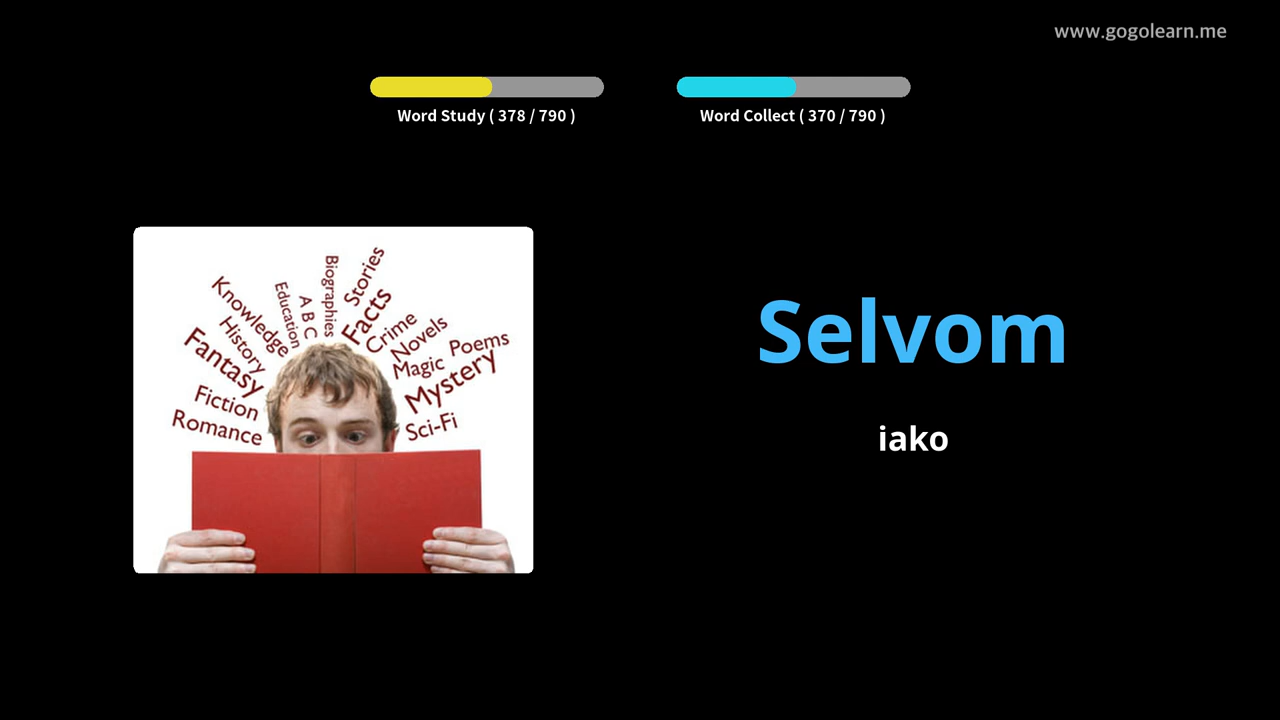 www.gogolearn.me
Word Study ( 378 / 790 )
Word Collect ( 370 / 790 )
Knowledge
History
Fantasy
Fiction
Romance
Education
A B C
Biographies
Stories
Facts
Crime
Novels
Magic
Poems
Mystery
Sci-Fi
Selvom
iako